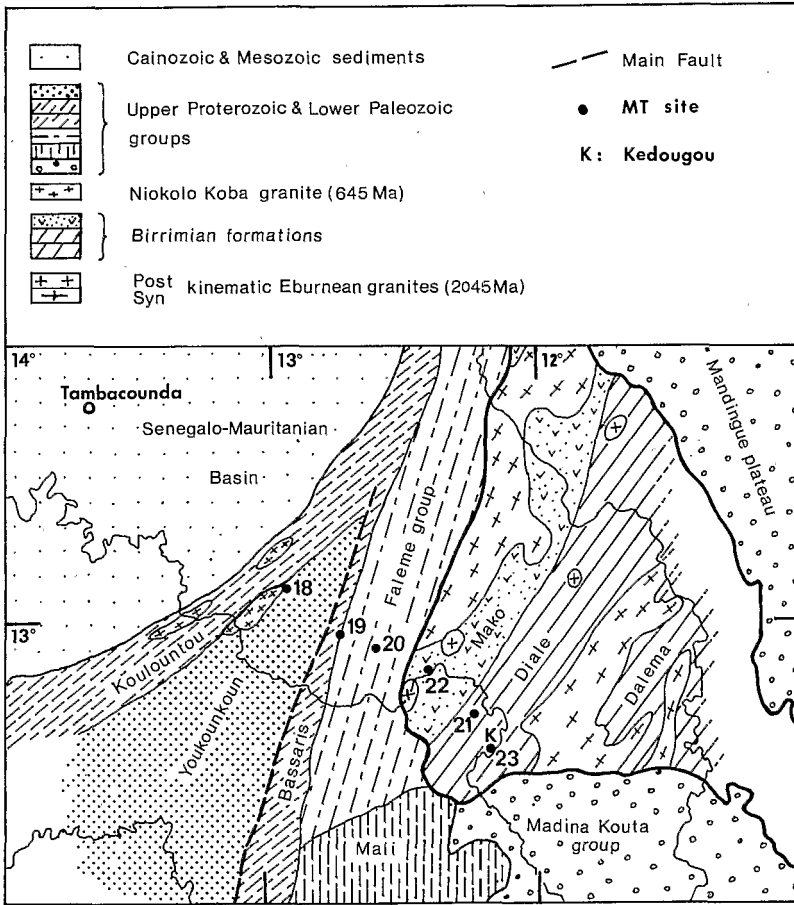 Cainozoic & Mesozoic sediments
Upper Proterozoic & Lower Paleozoic
groups
Niokolo Koba granite (645 Ma)
Birrimian formations
Post
Syn kinematic Eburnean granites (2045 Ma)
Main Fault
MT site
K: Kedougou
14°
13°
12°
Tambacounda
Senegalo-Mauritanian
Basin
Mandingue plateau
Faleme group
18
13°
19
20
Koulountou
Mako
22
Diale
Dalema
21
K
23
Youkounkoun
Bassaris
Mali
Madina Kouta
group